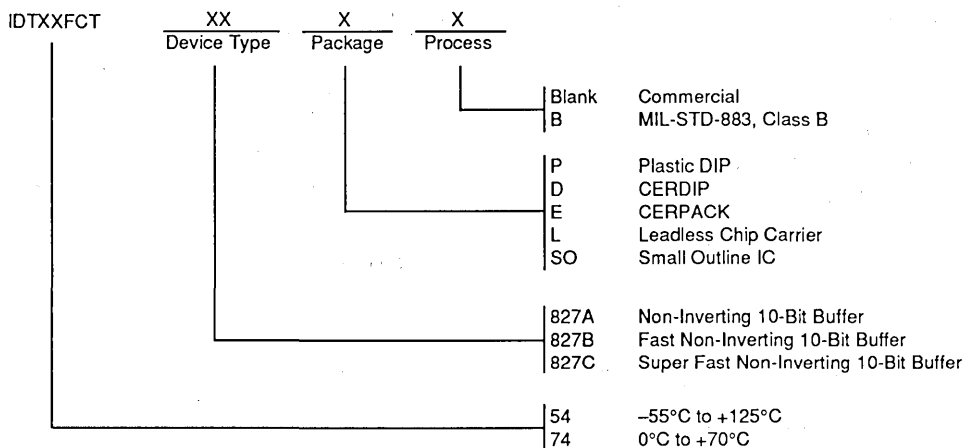 IDTXXFCT XX X X
Device Type Package Process
Blank Commercial
B MIL-STD-883, Class B
P Plastic DIP
D CERDIP
E CERPACK
L Leadless Chip Carrier
SO Small Outline IC
827A Non-Inverting 10-Bit Buffer
827B Fast Non-Inverting 10-Bit Buffer
827C Super Fast Non-Inverting 10-Bit Buffer
54 –55°C to +125°C
74 0°C to +70°C